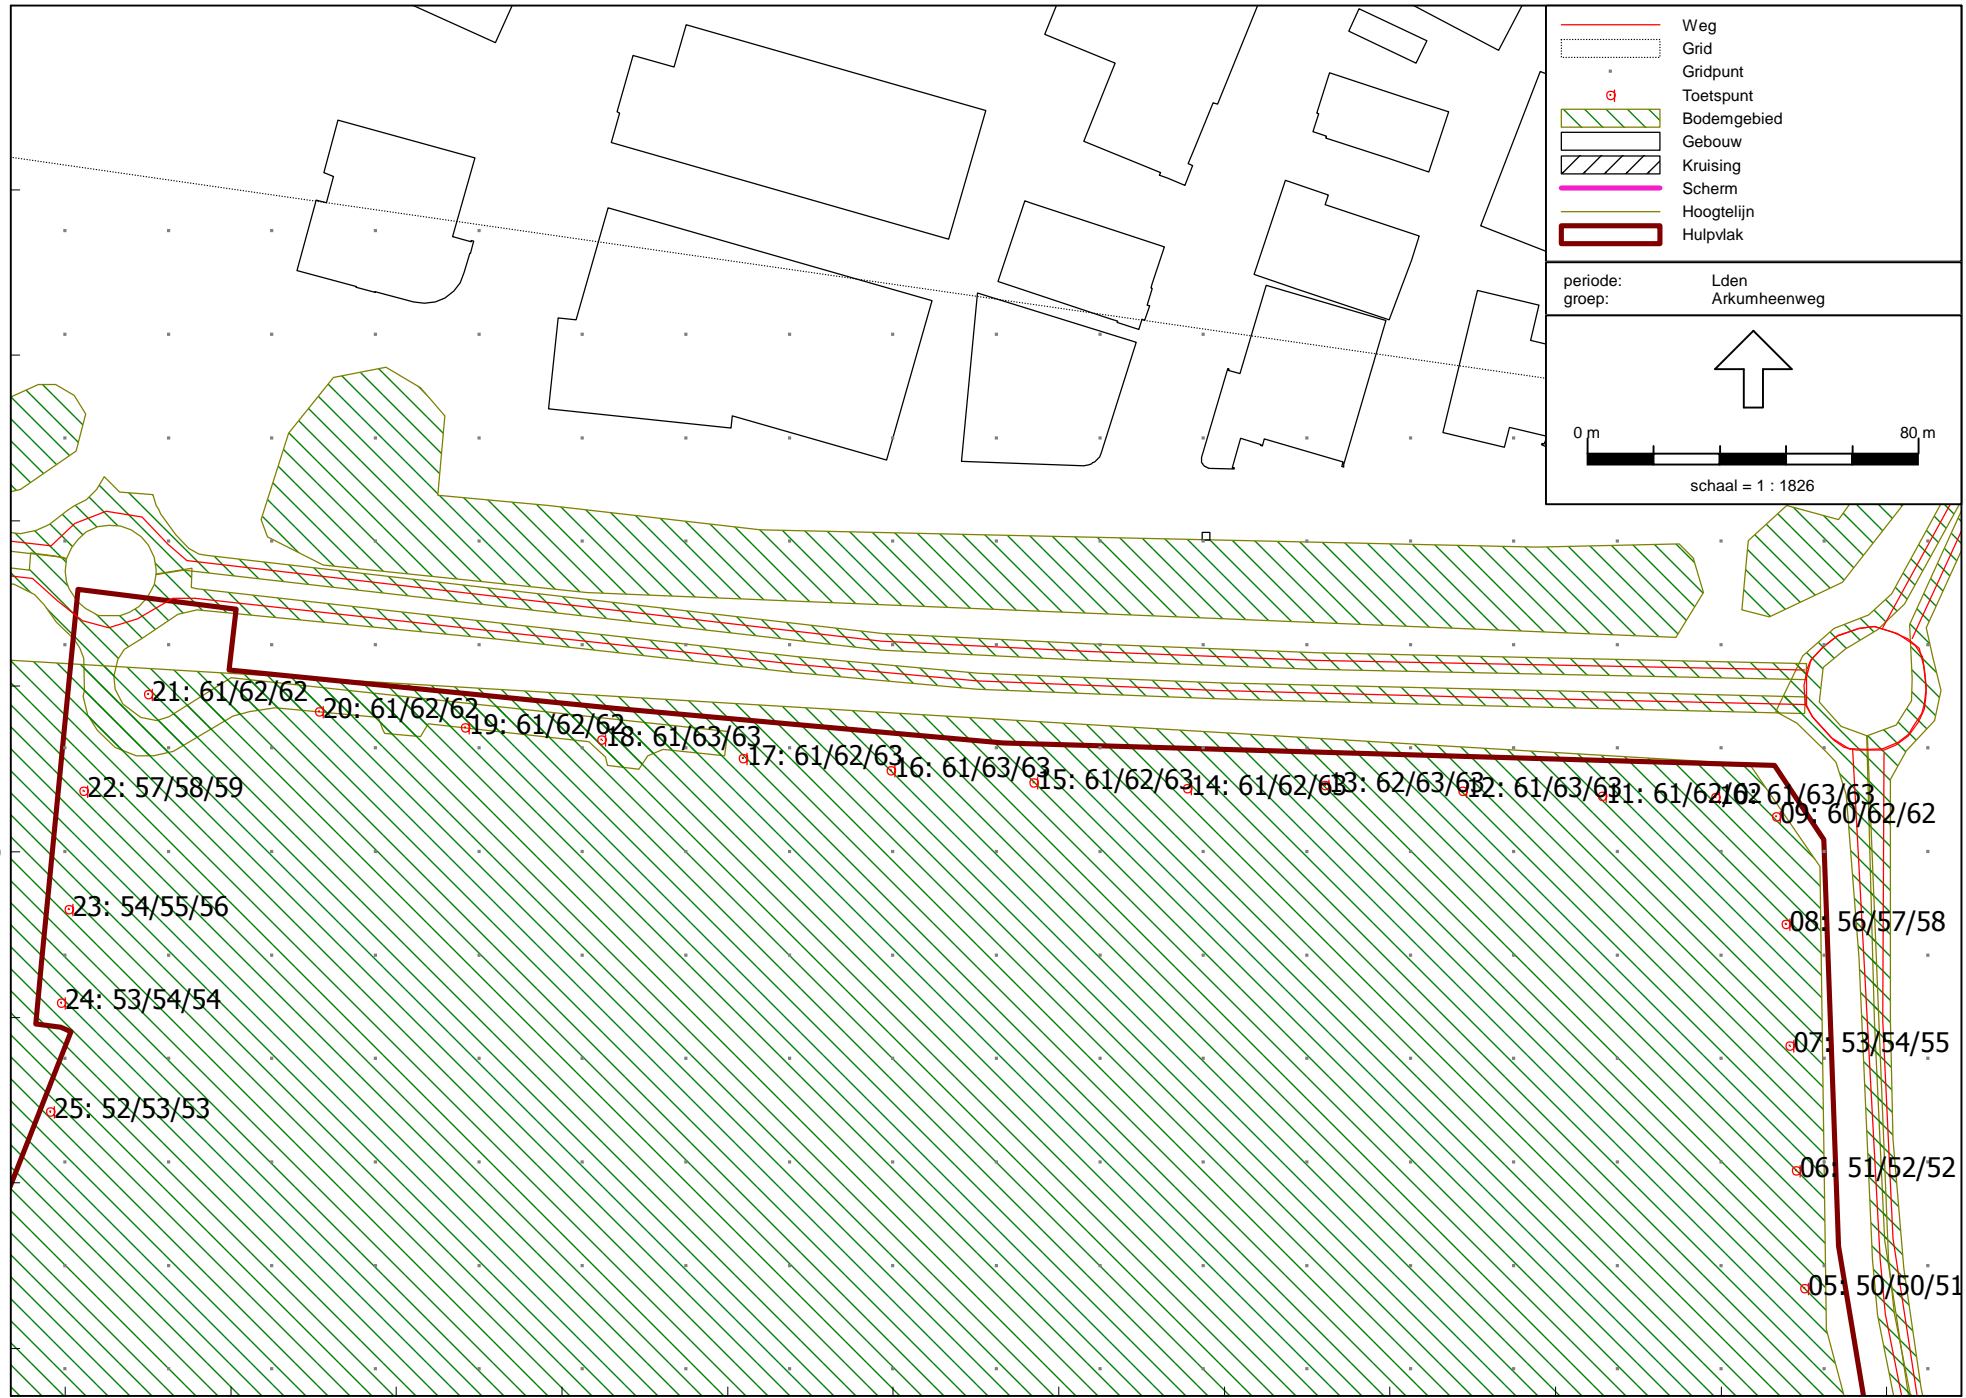 Weg
Grid
Gridpunt
Toetspunt
Bodemgebied
Gebouw
Kruising
Scherm
Hoogtelijn
Hulpvlak
periode: Lden
groep: Arkumheenweg
0 m 80 m
schaal = 1 : 1826
21: 61/62/62
20: 61/62/62
19: 61/62/62
18: 61/63/63
17: 61/62/63
16: 61/63/63
15: 61/62/63
14: 61/62/63
13: 62/63/63
12: 61/63/63
11: 61/62/62
10: 61/63/63
09: 60/62/62
22: 57/58/59
23: 54/55/56
08: 56/57/58
24: 53/54/54
07: 53/54/55
25: 52/53/53
06: 51/52/52
05: 50/50/51